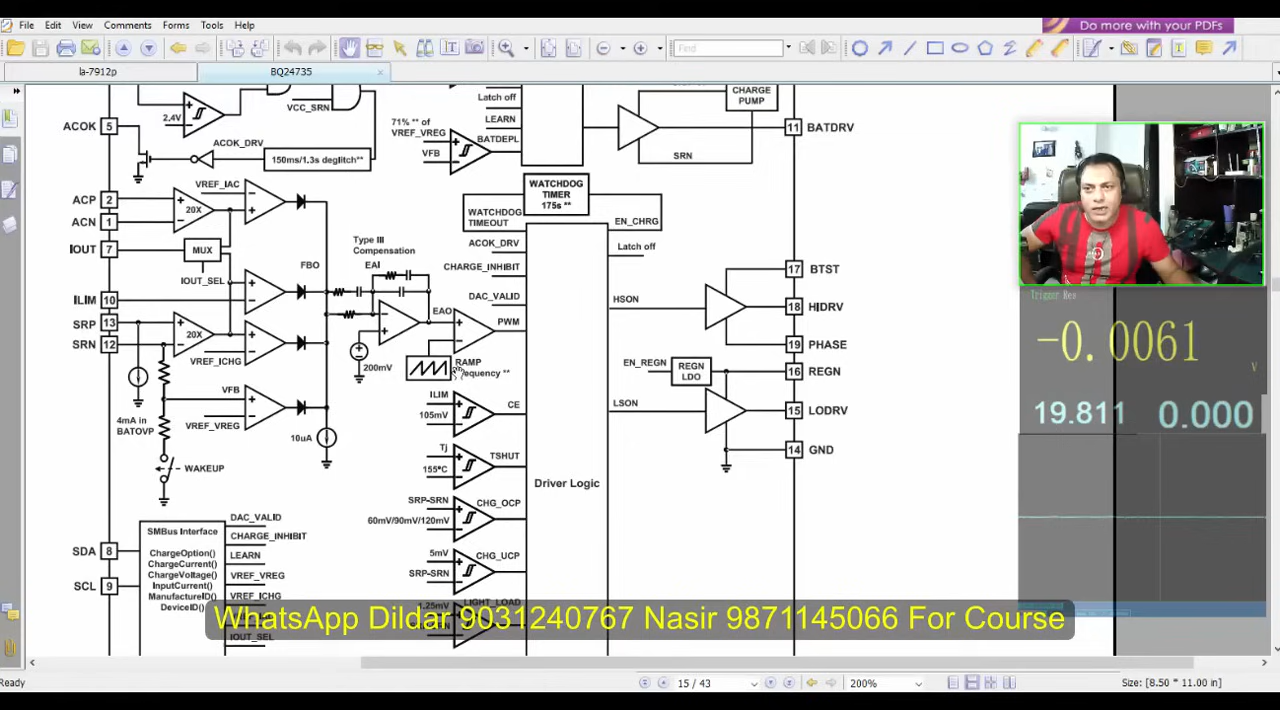 File Edit View Comments Forms Tools Help
Do more with your PDFs
Find
la-7912p
BQ24735
CHARGE
PUMP
VCC_SRN
Latch off
LEARN
2.4V
ACOK 5
ACOK_DRV
150ms/1.3s deglitch**
71% ** of
VREF_VREG
BATDEPL
VFB
SRN
11 BATDRV
ACP 2
ACN 1
VREF_IAC
20X
IOUT 7
MUX
IOUT_SEL
FBO
Type III
Compensation
EAI
EAO
WATCHDOG
TIMER
175s **
WATCHDOG
TIMEOUT
EN_CHRG
ACOK_DRV
Latch off
CHARGE_INHIBIT
DAC_VALID
PWM
HSON
17 BTST
18 HIDRV
19 PHASE
ILIM 10
SRP 13
SRN 12
20X
VREF_ICHG
200mV
RAMP
equency **
EN_REGN
REGN
LDO
16 REGN
LSON
15 LODRV
14 GND
4mA in
BATOVP
VFB
VREF_VREG
10uA
WAKEUP
ILIM
105mV
CE
Tj
155°C
TSHUT
Driver Logic
SRP-SRN
60mV/90mV/120mV
CHG_OCP
5mV
SRP-SRN
CHG_UCP
1.25mV
LIGHT_LOAD
SDA 8
SCL 9
SMBus Interface
ChargeOption()
ChargeCurrent()
ChargeVoltage()
InputCurrent()
ManufactureID()
DeviceID()
DAC_VALID
CHARGE_INHIBIT
LEARN
VREF_VREG
VREF_ICHG
IOUT_SEL
-0.0061
V
19.811 0.000
WhatsApp Dildar 9031240767 Nasir 9871145066 For Course
Ready
15 / 43
200%
Size: [8.50 * 11.00 in]